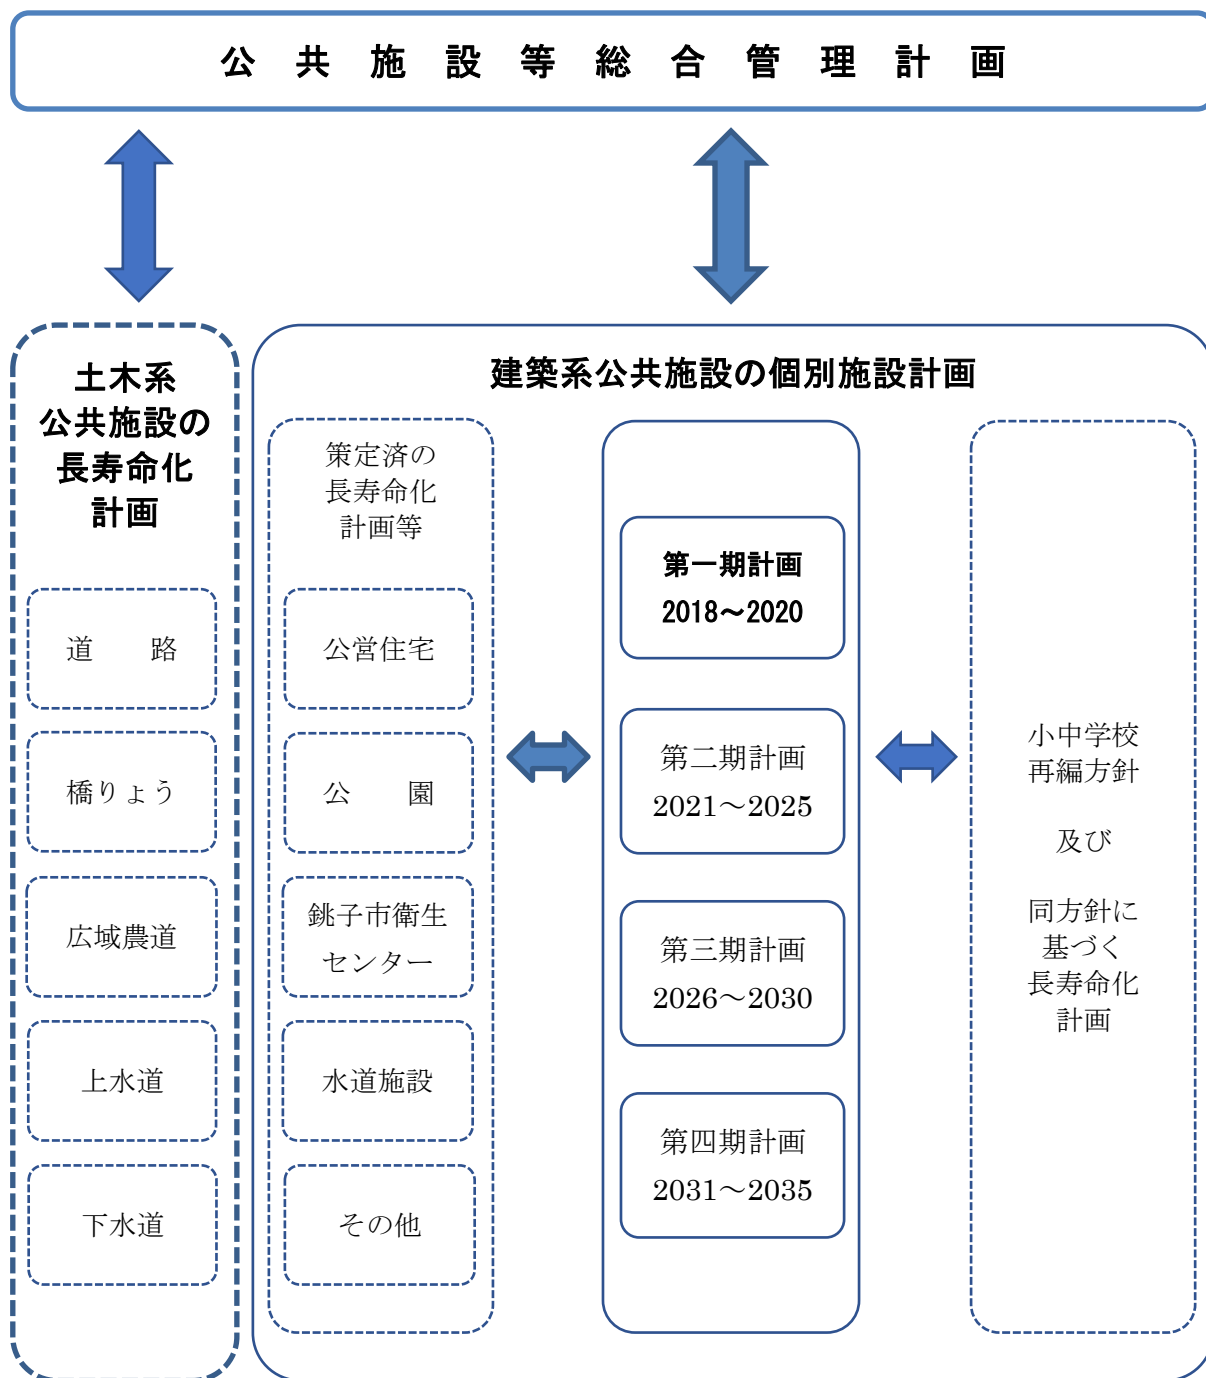 公共施設等総合管理計画
土木系
公共施設の
長寿命化
計画
道　　路
橋りょう
広域農道
上水道
下水道
建築系公共施設の個別施設計画
策定済の
長寿命化
計画等
公営住宅
公　　園
銚子市衛生
センター
水道施設
その他
第一期計画
2018～2020
第二期計画
2021～2025
第三期計画
2026～2030
第四期計画
2031～2035
小中学校
再編方針
及び
同方針に
基づく
長寿命化
計画